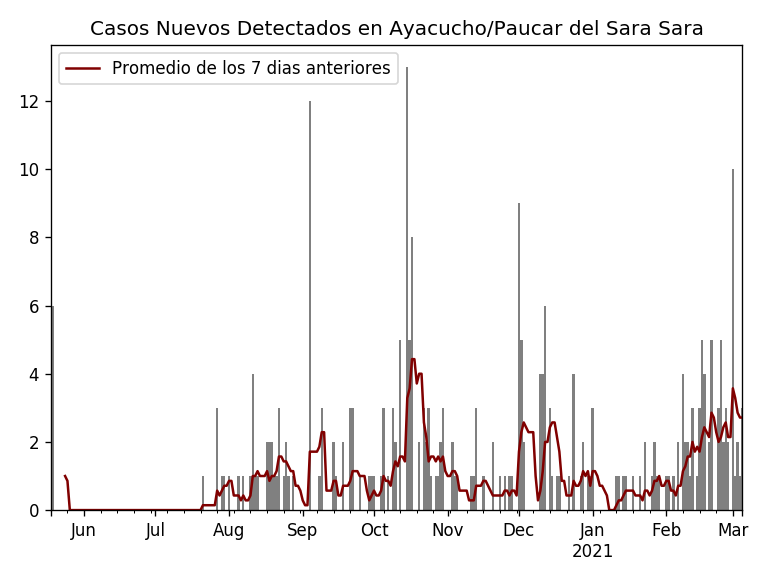 Casos Nuevos Detectados en Ayacucho/Paucar del Sara Sara
Promedio de los 7 dias anteriores
12
10
8
6
4
2
0
Jun Jul Aug Sep Oct Nov Dec Jan Feb Mar
2021